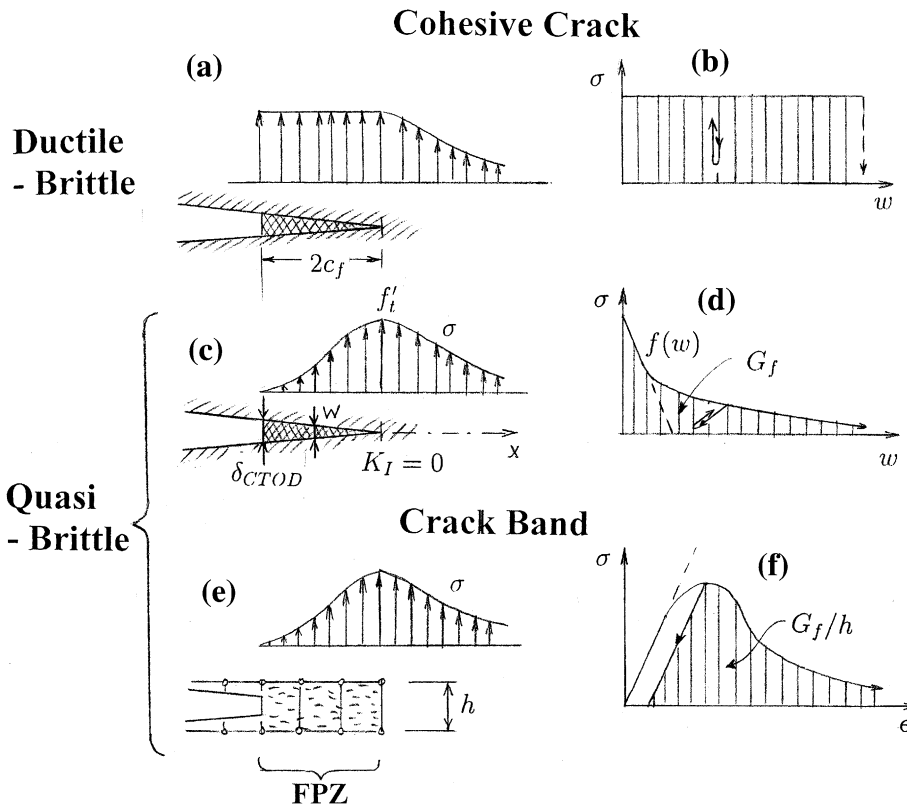 Cohesive Crack
(a)
(b)
σ
w
Ductile
- Brittle
2c_f
(c)
f'_t
σ
w
δ_CTOD
K_I = 0
x
(d)
σ
f(w)
G_f
w
Quasi
- Brittle
Crack Band
(e)
σ
h
FPZ
(f)
σ
G_f/h
ϵ